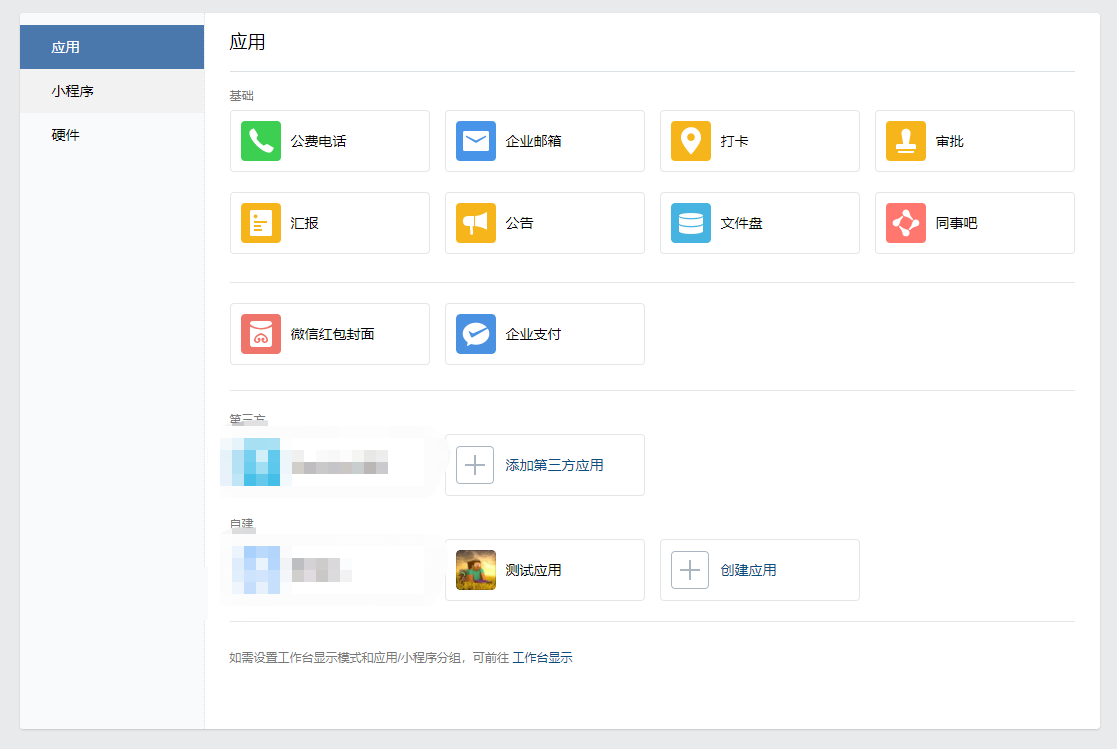 应用
小程序
硬件
应用
基础
公费电话
企业邮箱
打卡
审批
汇报
公告
文件盘
同事吧
微信红包封面
企业支付
第三方
添加第三方应用
自建
测试应用
创建应用
如需设置工作台显示模式和应用/小程序分组，可前往 工作台显示